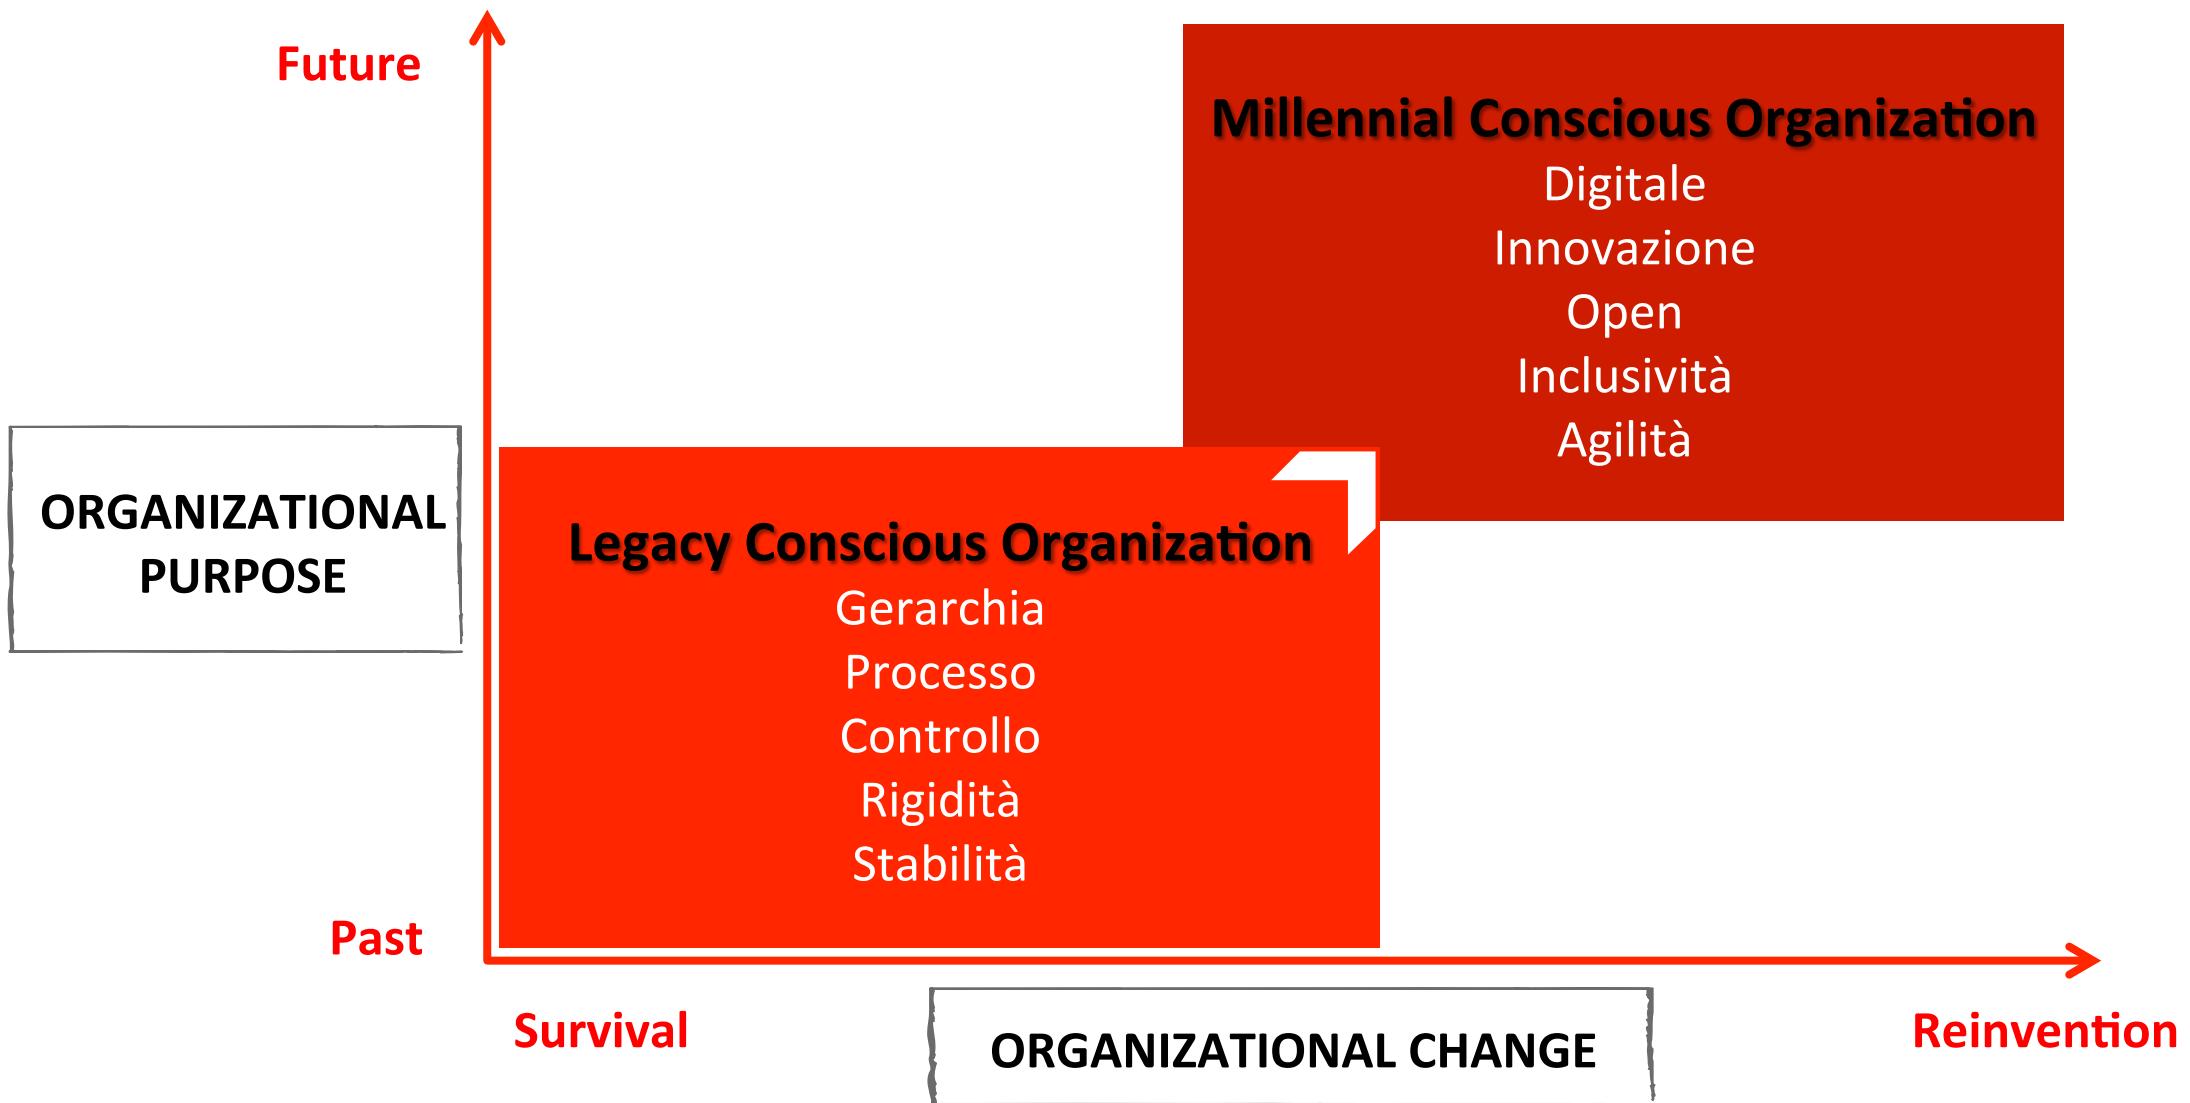 Future
Millennial Conscious Organization
Digitale
Innovazione
Open
Inclusività
Agilità
ORGANIZATIONAL
PURPOSE
Legacy Conscious Organization
Gerarchia
Processo
Controllo
Rigidità
Stabilità
Past
Survival
ORGANIZATIONAL CHANGE
Reinvention